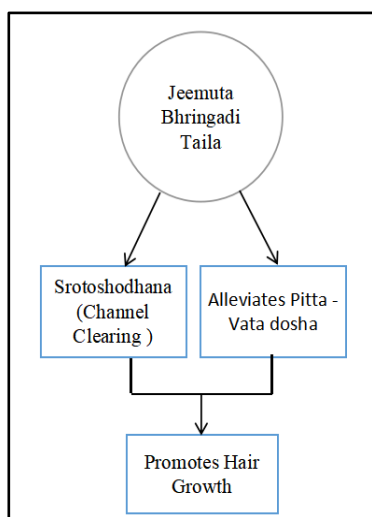 Jeemuta
Bhringadi
Taila
Srotoshodhana
(Channel
Clearing )
Alleviates Pitta -
Vata dosha
Promotes Hair
Growth